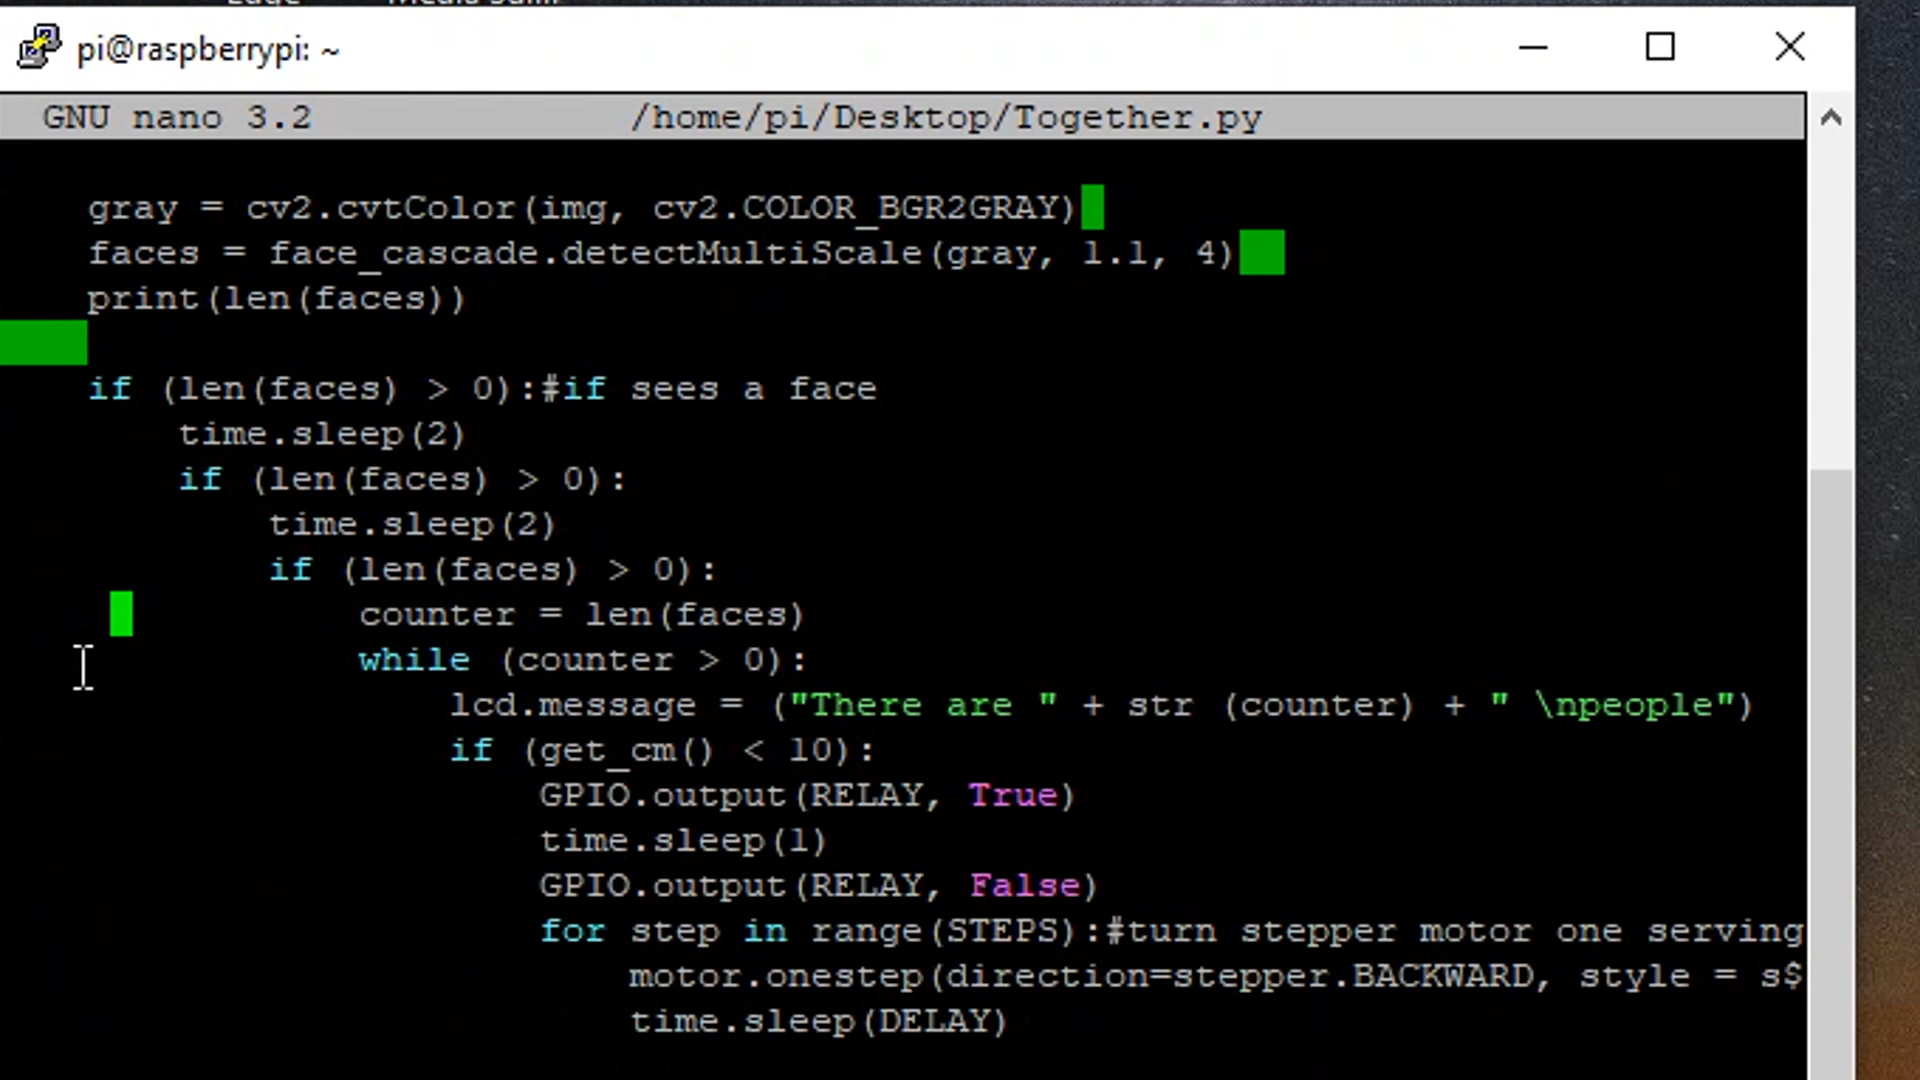 pi@raspberrypi: ~
GNU nano 3.2 /home/pi/Desktop/Together.py
gray = cv2.cvtColor(img, cv2.COLOR_BGR2GRAY)
faces = face_cascade.detectMultiScale(gray, 1.1, 4)
print(len(faces))
if (len(faces) > 0):#if sees a face
time.sleep(2)
if (len(faces) > 0):
time.sleep(2)
if (len(faces) > 0):
counter = len(faces)
while (counter > 0):
lcd.message = ("There are " + str (counter) + " \npeople")
if (get_cm() < 10):
GPIO.output(RELAY, True)
time.sleep(1)
GPIO.output(RELAY, False)
for step in range(STEPS):#turn stepper motor one serving
motor.onestep(direction=stepper.BACKWARD, style = s$
time.sleep(DELAY)